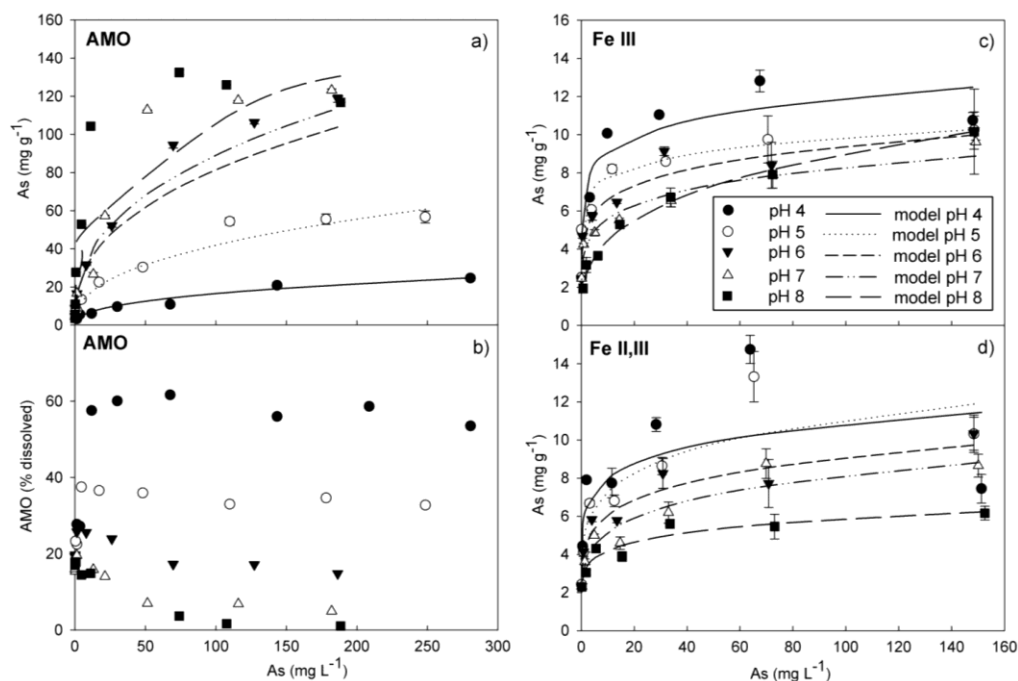 AMO
a)
As (mg g-1)
160
140
120
100
80
60
40
20
0
Fe III
c)
As (mg g-1)
16
14
12
10
8
6
4
2
0
pH 4 model pH 4
pH 5 model pH 5
pH 6 model pH 6
pH 7 model pH 7
pH 8 model pH 8
AMO
b)
AMO (% dissolved)
60
40
20
0
0 50 100 150 200 250 300
As (mg L-1)
Fe II,III
d)
As (mg g-1)
14
12
10
8
6
4
2
0
0 20 40 60 80 100 120 140 160
As (mg L-1)